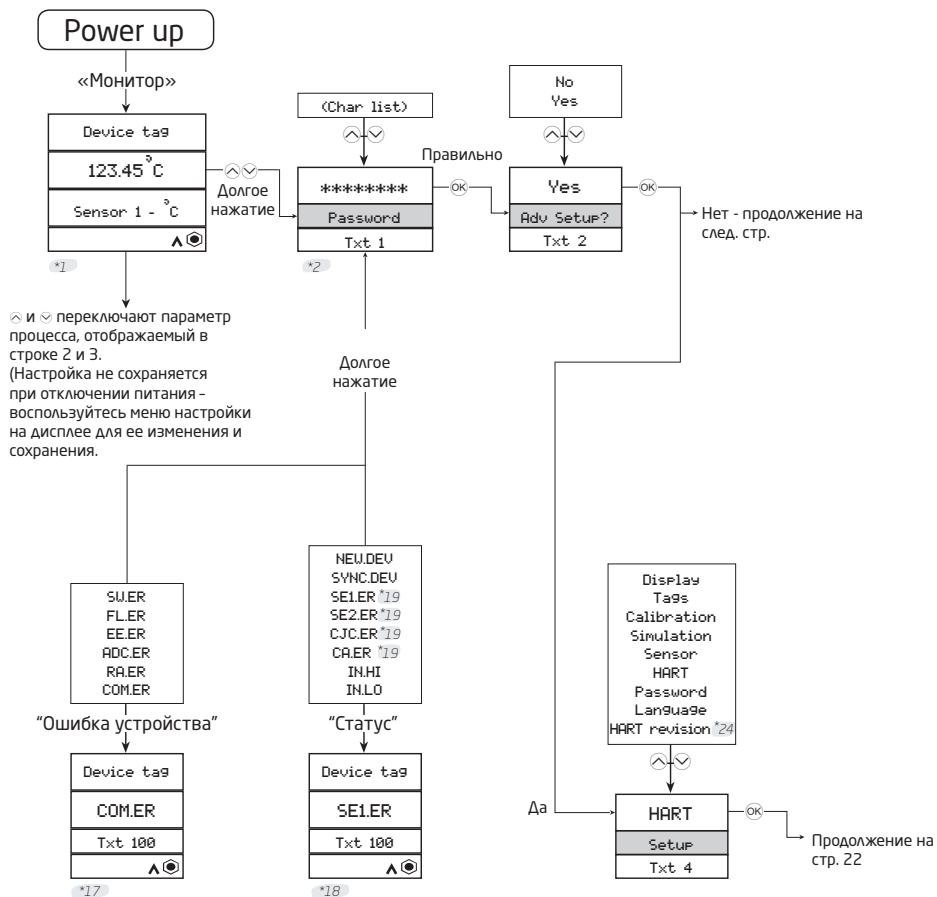 Power up
«Монитор»
Device tag
123.45 °C
Sensor 1 - °C
*1
Долгое
нажатие
(Char list)
********
Password
Txt 1
*2
Правильно
OK
No
Yes
Yes
Adv Setup?
Txt 2
OK
Нет - продолжение на
след. стр.
и переключают параметр
процесса, отображаемый в
строке 2 и 3.
(Настройка не сохраняется
при отключении питания –
воспользуйтесь меню настройки
на дисплее для ее изменения и
сохранения.
Долгое
нажатие
SW.ER
FL.ER
EE.ER
ADC.ER
RA.ER
COM.ER
“Ошибка устройства”
Device tag
COM.ER
Txt 100
*17
NEW.DEV
SYNC.DEV
SE1.ER *19
SE2.ER *19
CJC.ER *19
CA.ER *19
IN.HI
IN.LO
“Статус”
Device tag
SE1.ER
Txt 100
*18
Display
Tags
Calibration
Simulation
Sensor
HART
Password
Language
HART revision *24
Да
HART
Setup
Txt 4
OK
Продолжение на
стр. 22